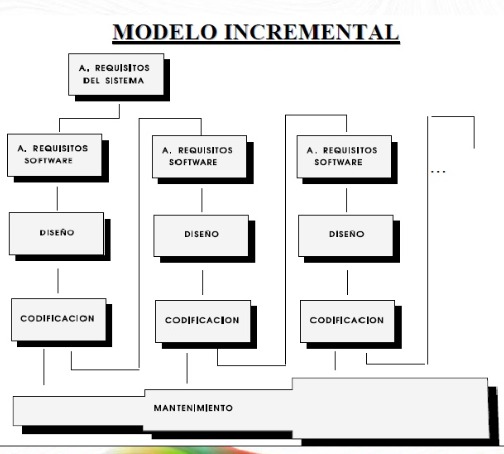 MODELO INCREMENTAL
A. REQUISITOS
DEL SISTEMA
A. REQUISITOS
SOFTWARE
A. REQUISITOS
SOFTWARE
A. REQUISITOS
SOFTWARE
...
DISEÑO
DISEÑO
DISEÑO
CODIFICACION
CODIFICACION
CODIFICACION
MANTENIMIENTO